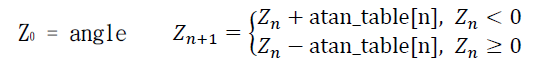 Z₀ = angle Zₙ₊₁ = { Zₙ + atan_table[n], Zₙ < 0
Zₙ − atan_table[n], Zₙ ≥ 0